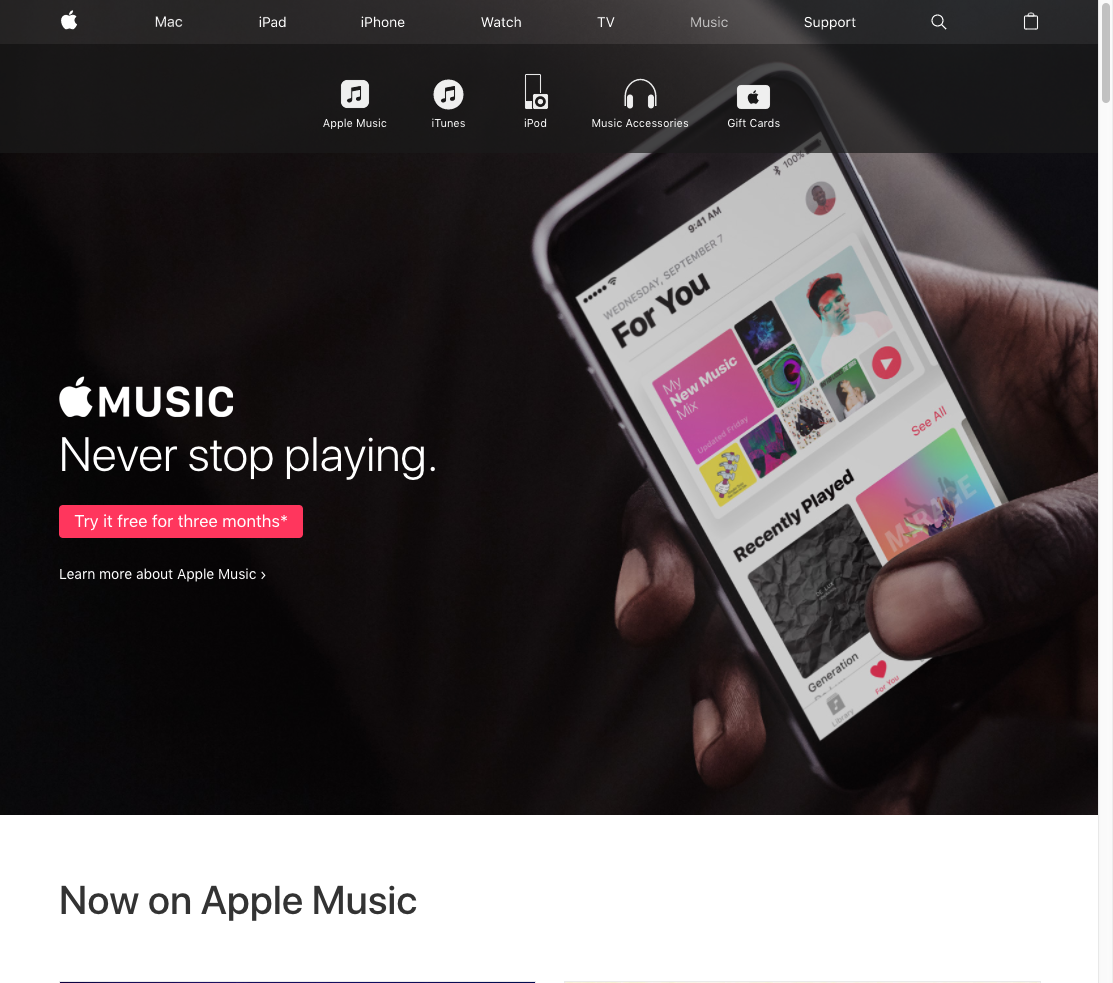 Mac iPad iPhone Watch TV Music Support
Apple Music iTunes iPod Music Accessories Gift Cards
100%
9:41 AM
WEDNESDAY, SEPTEMBER 7
For You
My
New Music
Mix
Updated Friday
See All
Recently Played
MIRAGE
Generation
Library
For You
MUSIC
Never stop playing.
Try it free for three months*
Learn more about Apple Music ›
Now on Apple Music